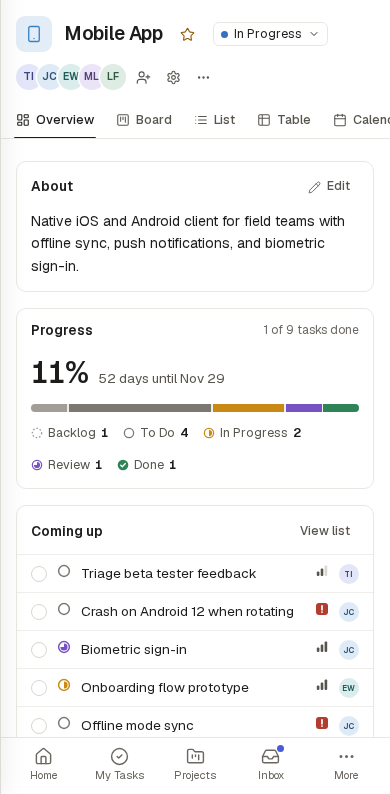 Mobile App
In Progress
TI JC EW ML LF
Overview Board List Table Calen
About
Edit
Native iOS and Android client for field teams with
offline sync, push notifications, and biometric
sign-in.
Progress
1 of 9 tasks done
11% 52 days until Nov 29
Backlog 1 To Do 4 In Progress 2
Review 1 Done 1
Coming up
View list
Triage beta tester feedback TI
Crash on Android 12 when rotating JC
Biometric sign-in JC
Onboarding flow prototype EW
Offline mode sync JC
Home My Tasks Projects Inbox More